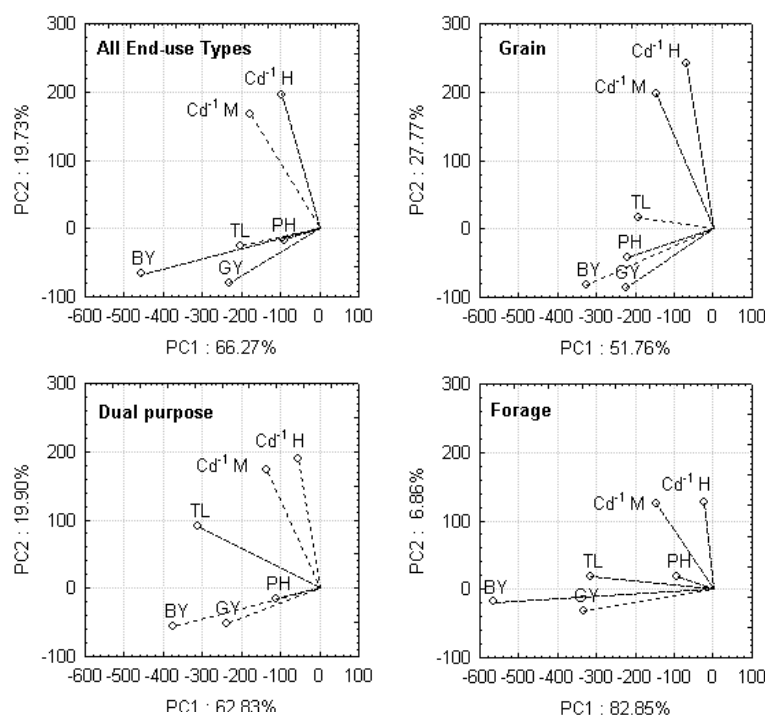 All End-use Types
300
200
100
0
-100
PC2 : 19.73%
Cd⁻¹ H
Cd⁻¹ M
TL
PH
BY
GY
-600 -500 -400 -300 -200 -100 0 100
PC1 : 66.27%
Grain
300
200
100
0
-100
PC2 : 27.77%
Cd⁻¹ H
Cd⁻¹ M
TL
PH
BY
GY
-600 -500 -400 -300 -200 -100 0 100
PC1 : 51.76%
Dual purpose
300
200
100
0
-100
PC2 : 19.90%
Cd⁻¹ H
Cd⁻¹ M
TL
PH
BY
GY
-600 -500 -400 -300 -200 -100 0 100
PC1 : 62.83%
Forage
300
200
100
0
-100
PC2 : 6.86%
Cd⁻¹ H
Cd⁻¹ M
TL
PH
BY
GY
-600 -500 -400 -300 -200 -100 0 100
PC1 : 82.85%